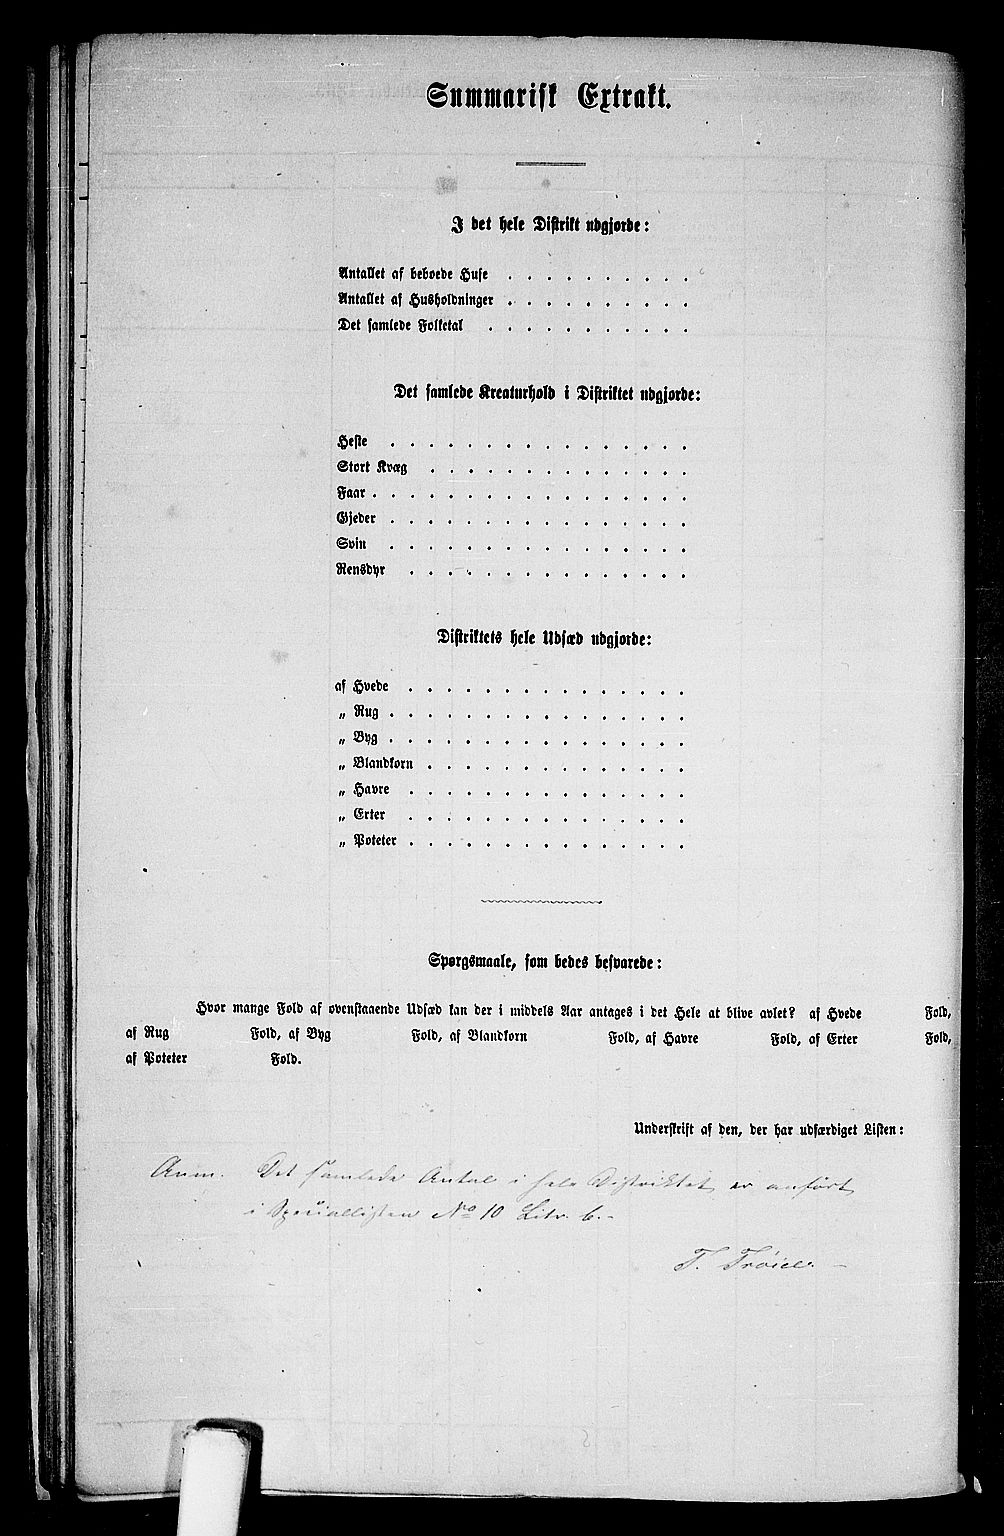 Summarisk Extrakt.
I det hele Distrikt udgjorde:
Antallet af beboede Huse . . . . . . . . . .
Antallet af Husholdninger . . . . . . . . . .
Det samlede Folketal . . . . . . . . . . .
Det samlede Kreaturhold i Distriktet udgjorde:
Heste . . . . . . . . . . . . . . . .
Stort Kvæg . . . . . . . . . . . . . .
Faar . . . . . . . . . . . . . . . . .
Gjeder . . . . . . . . . . . . . . . .
Svin . . . . . . . . . . . . . . . .
Rensdyr . . . . . . . . . . . . . . .
Distriktets hele Udsæd udgjorde:
af Hvede . . . . . . . . . . . . . . .
„ Rug . . . . . . . . . . . . . . . .
„ Byg . . . . . . . . . . . . . . . .
„ Blandkorn . . . . . . . . . . . . . .
„ Havre . . . . . . . . . . . . . . .
„ Erter . . . . . . . . . . . . . . .
„ Poteter . . . . . . . . . . . . . . .
Spørgsmaale, som bedes besvarede:
Hvor mange Fold af ovenstaaende Udsæd kan der i middels Aar antages i det Hele at blive avlet? af Hvede Fold,
af Rug Fold, af Byg Fold, af Blandkorn Fold, af Havre Fold, af Erter Fold,
af Poteter Fold.
Underskrift af den, der har udfærdiget Listen:
Anm. Det samlede Antal i hele Distriktet er anført
i Speciallisten No 10 Litr. b.